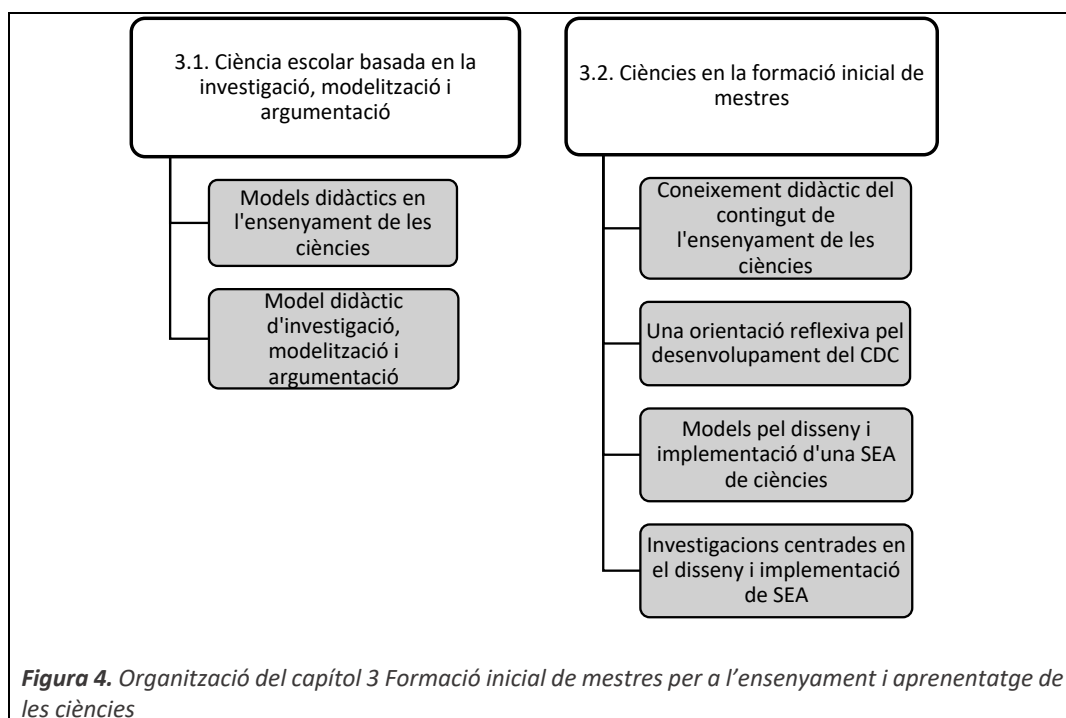 3.1. Ciència escolar basada en la
investigació, modelització i
argumentació
Models didàctics en
l'ensenyament de les
ciències
Model didàctic
d'investigació,
modelització i
argumentació
3.2. Ciències en la formació inicial de
mestres
Coneixement didàctic del
contingut de
l'ensenyament de les
ciències
Una orientació reflexiva pel
desenvolupament del CDC
Models pel disseny i
implementació d'una SEA
de ciències
Investigacions centrades en
el disseny i implementació
de SEA
Figura 4. Organització del capítol 3 Formació inicial de mestres per a l’ensenyament i aprenentatge de
les ciències